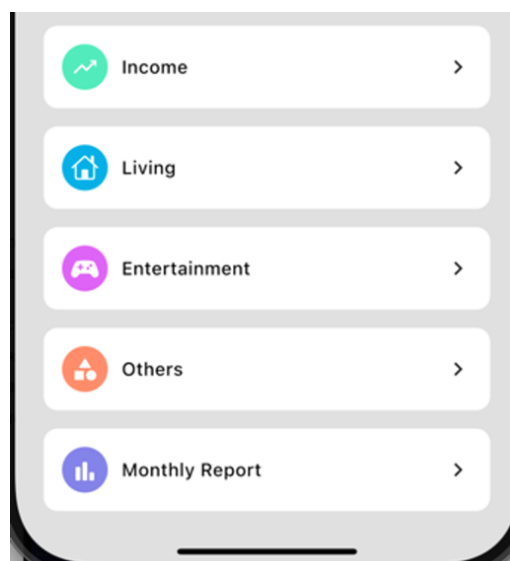 Income
Living
Entertainment
Others
Monthly Report